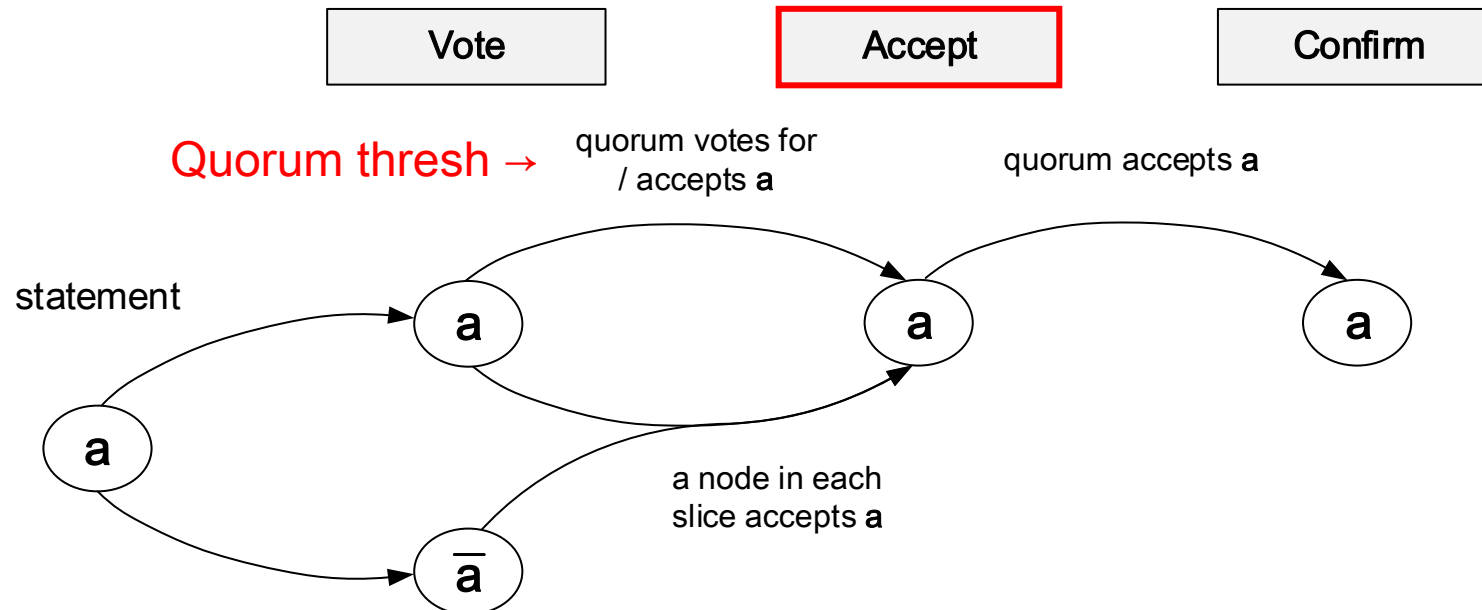 Vote
Accept
Confirm
Quorum thresh →
quorum votes for
/ accepts a
quorum accepts a
statement
a
a
a
a
a node in each
slice accepts a
a̅